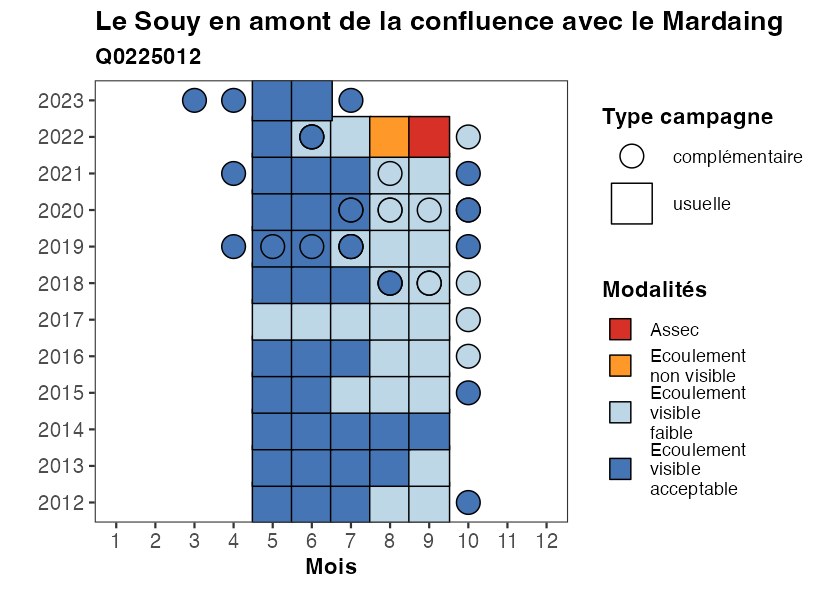 Le Souy en amont de la confluence avec le Mardaing
Q0225012
2023
2022
2021
2020
2019
2018
2017
2016
2015
2014
2013
2012
1 2 3 4 5 6 7 8 9 10 11 12
Mois
Type campagne
complémentaire
usuelle
Modalités
Assec
Ecoulement
non visible
Ecoulement
visible
faible
Ecoulement
visible
acceptable